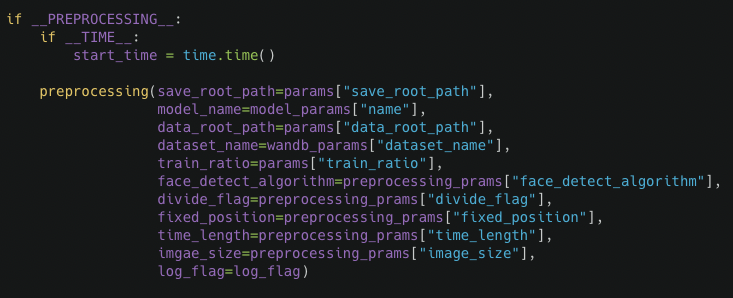 if __PREPROCESSING__:
    if __TIME__:
        start_time = time.time()

    preprocessing(save_root_path=params["save_root_path"],
                  model_name=model_params["name"],
                  data_root_path=params["data_root_path"],
                  dataset_name=wandb_params["dataset_name"],
                  train_ratio=params["train_ratio"],
                  face_detect_algorithm=preprocessing_prams["face_detect_algorithm"],
                  divide_flag=preprocessing_prams["divide_flag"],
                  fixed_position=preprocessing_prams["fixed_position"],
                  time_length=preprocessing_prams["time_length"],
                  imgae_size=preprocessing_prams["image_size"],
                  log_flag=log_flag)